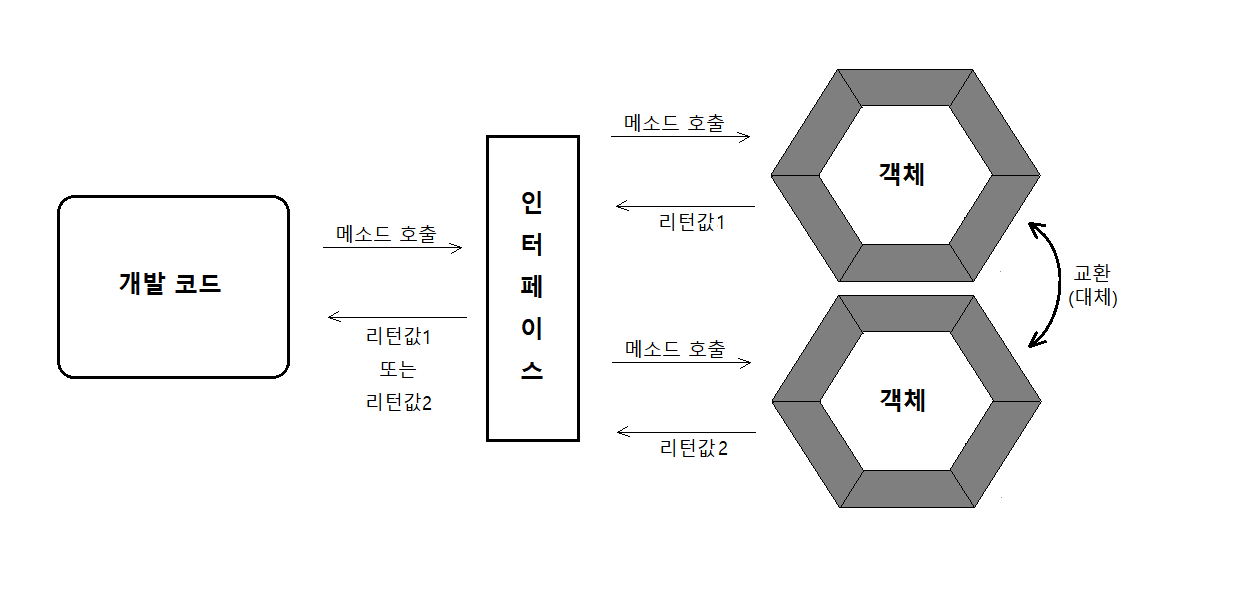 개발 코드
메소드 호출
리턴값1
또는
리턴값2
인
터
페
이
스
메소드 호출
리턴값1
객체
메소드 호출
리턴값2
객체
교환
(대체)